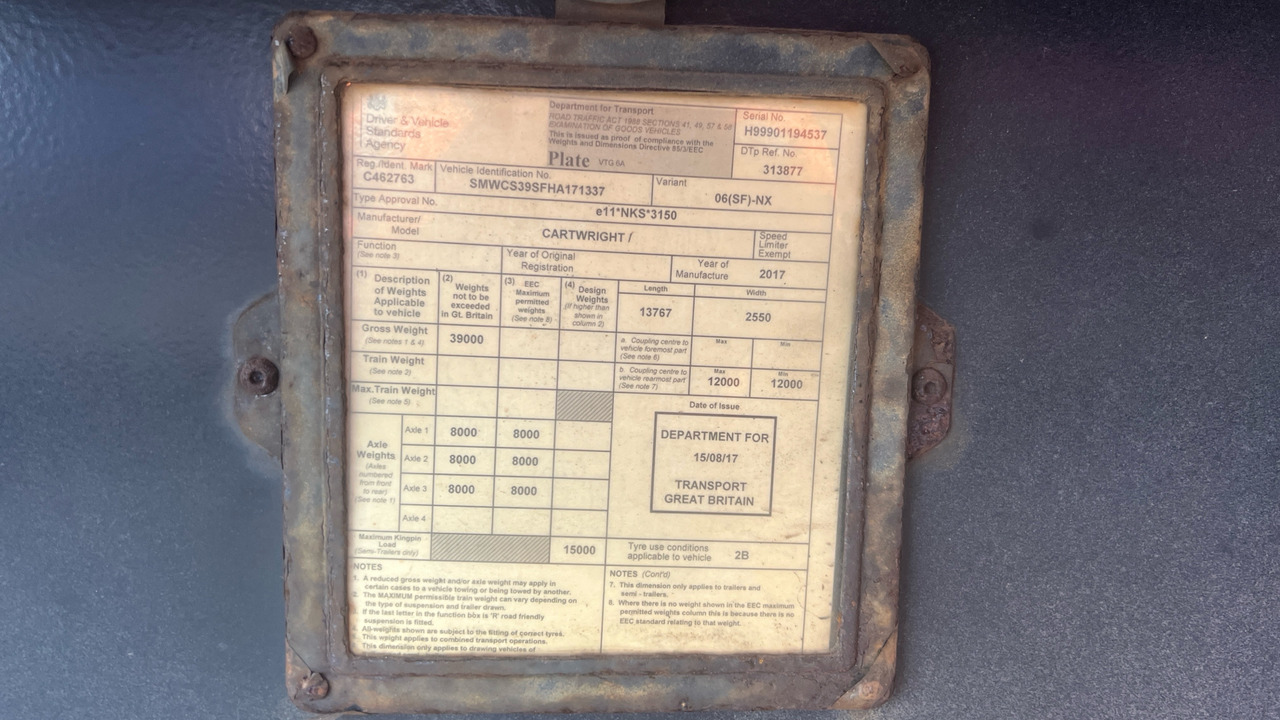 Driver & Vehicle
Standards
Agency
Department for Transport
ROAD TRAFFIC ACT 1988 SECTIONS 41, 49, 57 & 58
EXAMINATION OF GOODS VEHICLES
This is issued as proof of compliance with the
Weights and Dimensions Directive 85/3/EEC
Plate VTG 6A
Serial No.
H99901194537
DTp Ref. No.
313877
Reg./Ident. Mark
C462763
Vehicle Identification No.
SMWCS39SFHA171337
Variant
06(SF)-NX
Type Approval No.
e11*NKS*3150
Manufacturer/
Model
CARTWRIGHT /
Speed
Limiter
Exempt
Function
(See note 3)
Year of Original
Registration
Year of
Manufacture
2017
(1) Description
of Weights
Applicable
to vehicle
(2) Weights
not to be
exceeded
in Gt. Britain
(3) EEC
Maximum
permitted
weights
(See note 8)
(4) Design
Weights
(if higher than
shown in
column 2)
Length
13767
Width
2550
Gross Weight
(See notes 1 & 4)
39000
a. Coupling centre to
vehicle foremost part
(See note 6)
Max
Min
Train Weight
(See note 2)
b. Coupling centre to
vehicle rearmost part
(See note 7)
Max
12000
Min
12000
Max.Train Weight
(See note 5)
Date of Issue
DEPARTMENT FOR
15/08/17
TRANSPORT
GREAT BRITAIN
Axle
Weights
(Axles
numbered
from front
to rear)
(See note 1)
Axle 1 8000 8000
Axle 2 8000 8000
Axle 3 8000 8000
Axle 4
Maximum Kingpin
Load
(Semi-Trailers only)
15000
Tyre use conditions
applicable to vehicle
2B
NOTES
1. A reduced gross weight and/or axle weight may apply in
certain cases to a vehicle towing or being towed by another.
2. The MAXIMUM permissible train weight can vary depending on
the type of suspension and trailer drawn.
If the last letter in the function box is 'R' road friendly
suspension is fitted.
4. All weights shown are subject to the fitting of correct tyres.
This weight applies to combined transport operations.
This dimension only applies to drawing vehicles of
NOTES (Cont'd)
7. This dimension only applies to trailers and
semi - trailers.
8. Where there is no weight shown in the EEC maximum
permitted weights column this is because there is no
EEC standard relating to that weight.